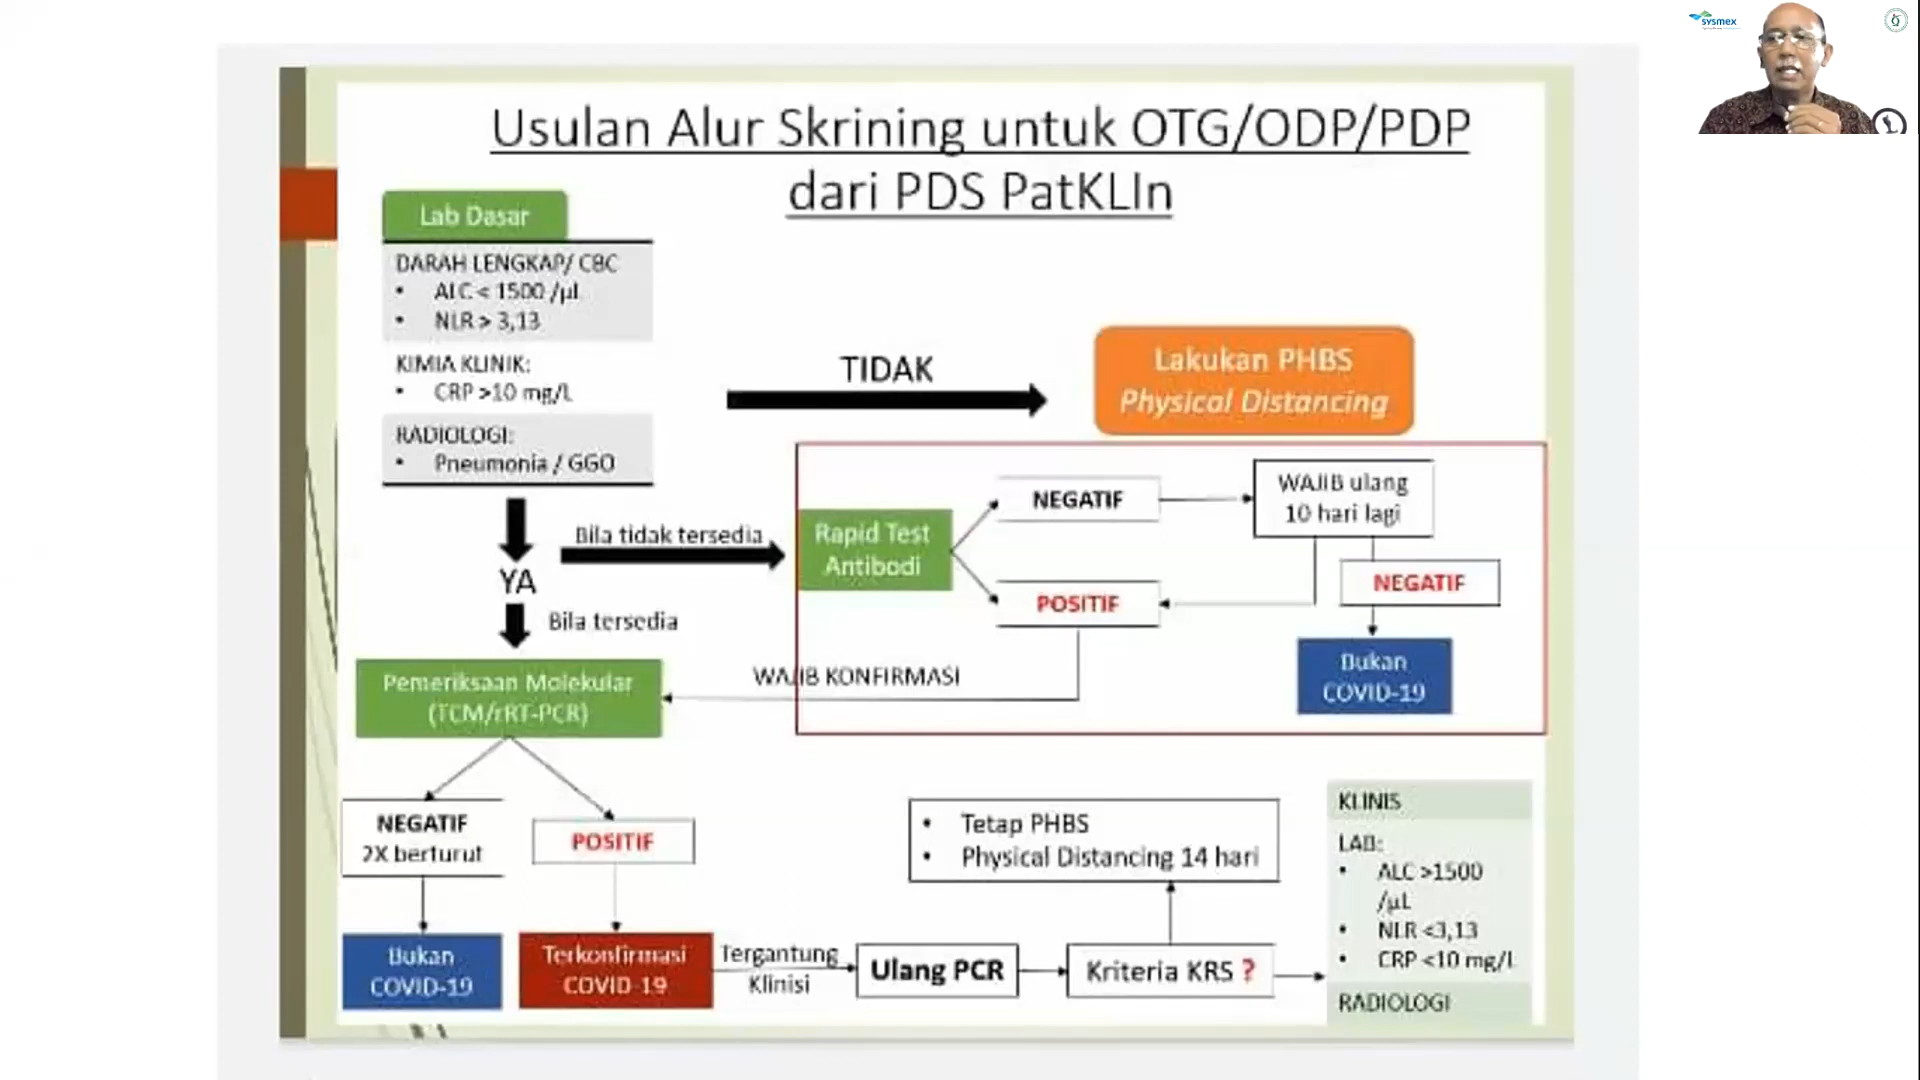 sysmex
Usulan Alur Skrining untuk OTG/ODP/PDP
dari PDS PatKLIn
Lab Dasar
DARAH LENGKAP/ CBC
• ALC < 1500 /µL
• NLR > 3,13
KIMIA KLINIK:
• CRP >10 mg/L
RADIOLOGI:
• Pneumonia / GGO
TIDAK
Lakukan PHBS
Physical Distancing
YA
Bila tidak tersedia
Bila tersedia
Rapid Test
Antibodi
NEGATIF
POSITIF
WAJIB ulang
10 hari lagi
NEGATIF
Bukan
COVID-19
WAJIB KONFIRMASI
Pemeriksaan Molekular
(TCM/rRT-PCR)
NEGATIF
2X berturut
POSITIF
Bukan
COVID-19
Terkonfirmasi
COVID 19
Tergantung
Klinisi
Ulang PCR
Kriteria KRS ?
• Tetap PHBS
• Physical Distancing 14 hari
KLINIS
LAB:
• ALC >1500
/µL
• NLR <3,13
• CRP <10 mg/L
RADIOLOGI